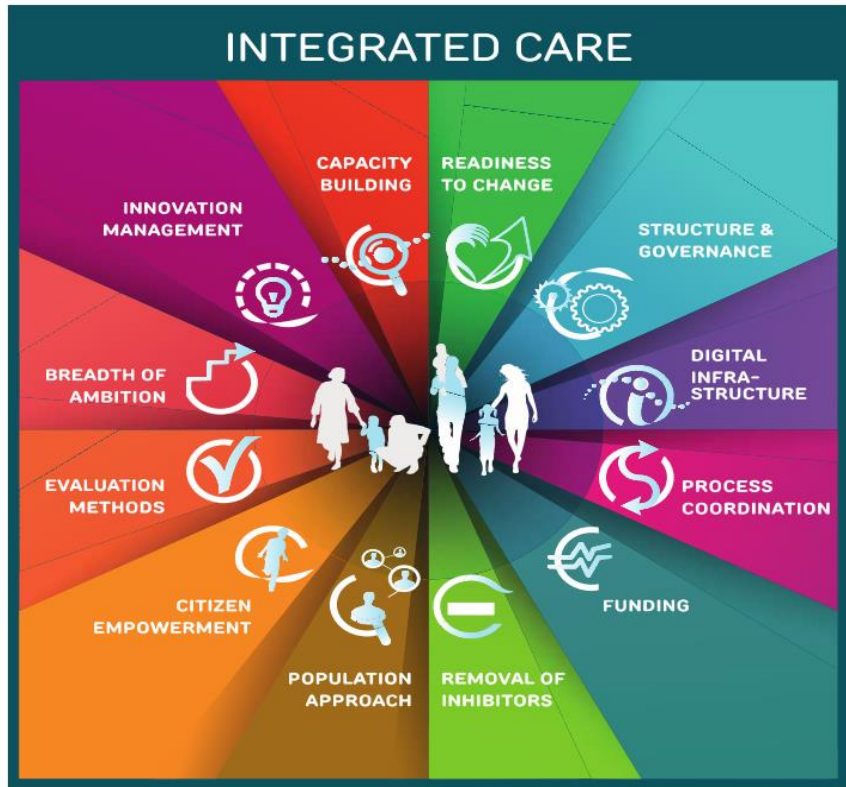 INTEGRATED CARE
CAPACITY
BUILDING
READINESS
TO CHANGE
INNOVATION
MANAGEMENT
STRUCTURE &
GOVERNANCE
BREADTH OF
AMBITION
DIGITAL
INFRA-
STRUCTURE
EVALUATION
METHODS
PROCESS
COORDINATION
CITIZEN
EMPOWERMENT
FUNDING
POPULATION
APPROACH
REMOVAL OF
INHIBITORS